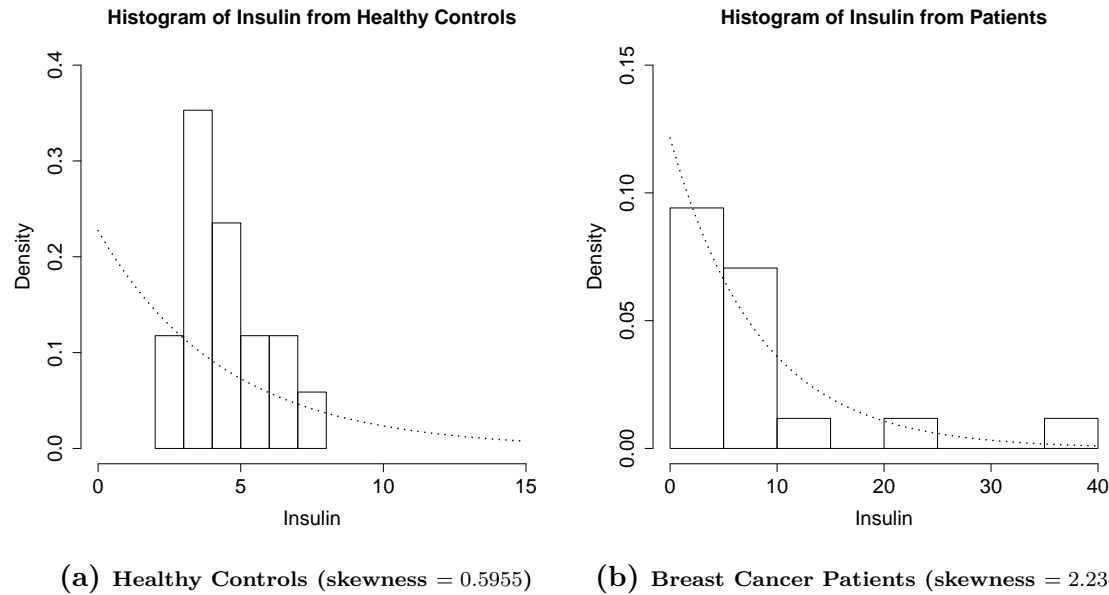 Histogram of Insulin from Healthy Controls
Density
0.0
0.1
0.2
0.3
0.4
0
5
10
15
Insulin
(a) Healthy Controls (skewness = 0.5955)
Histogram of Insulin from Patients
Density
0.00
0.05
0.10
0.15
0
10
20
30
40
Insulin
(b) Breast Cancer Patients (skewness = 2.23